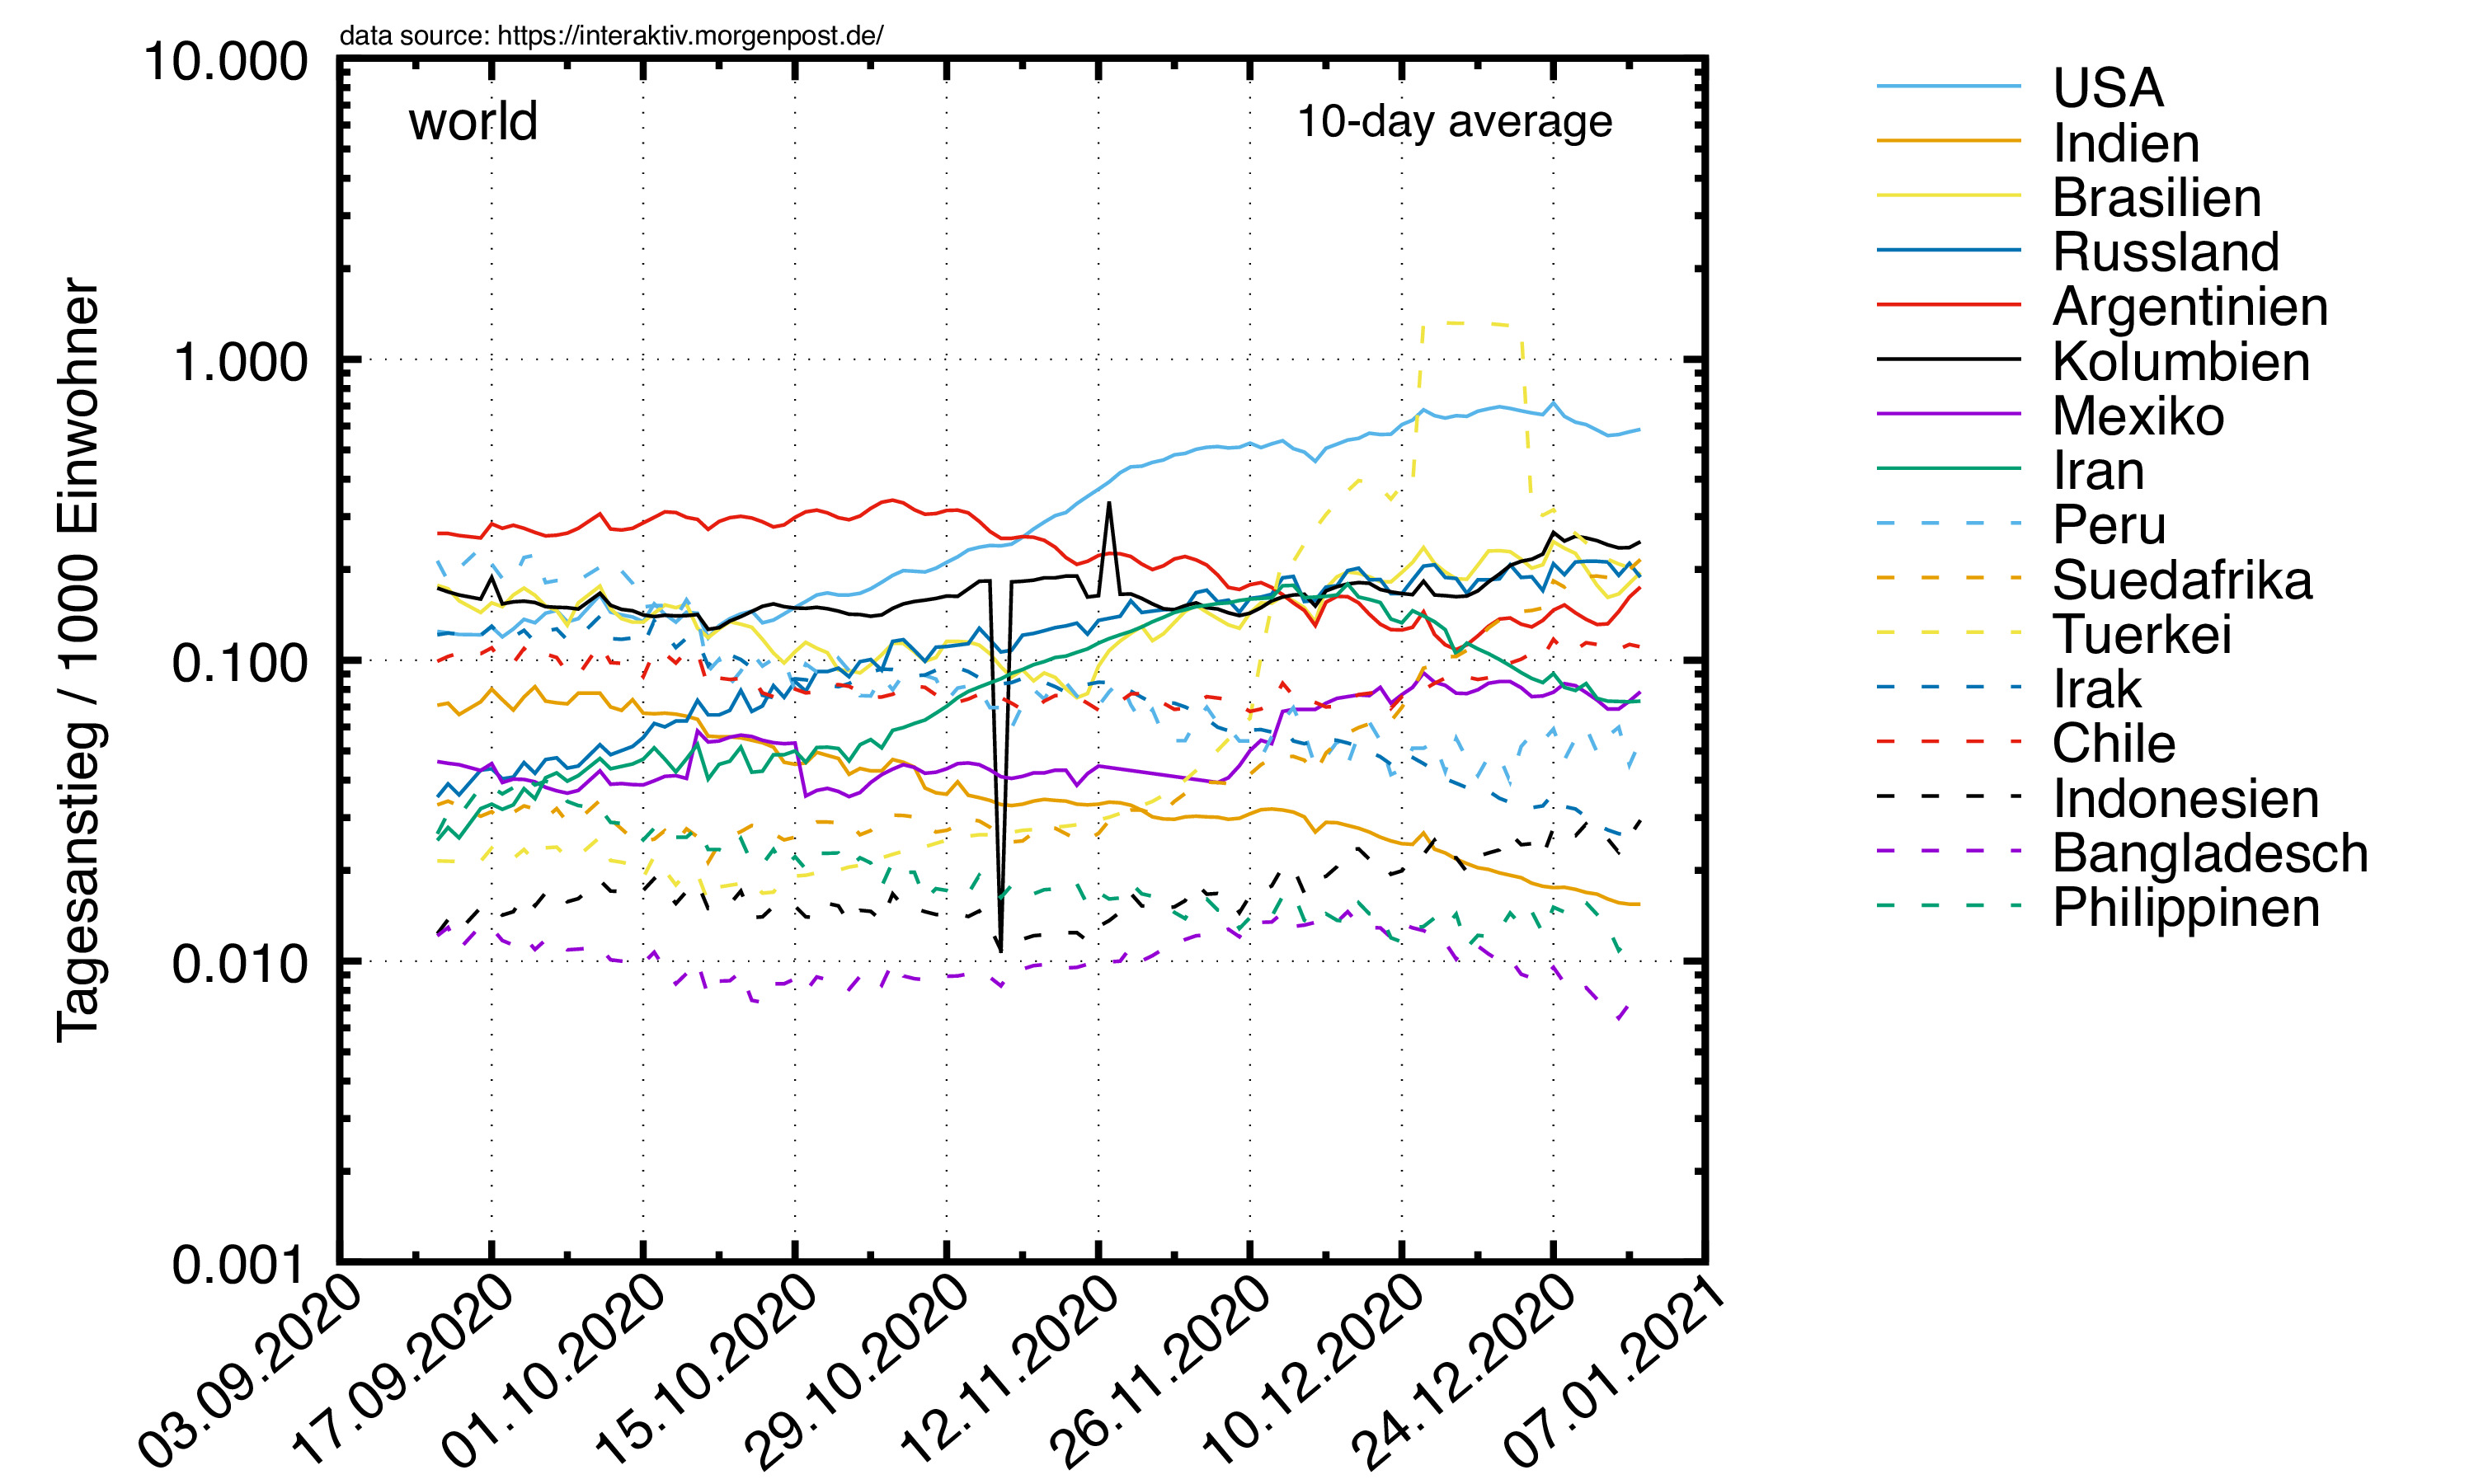 data source: https://interaktiv.morgenpost.de/
10.000
world
10-day average
1.000
0.100
0.010
0.001
Tagesanstieg / 1000 Einwohner
03.09.2020
17.09.2020
01.10.2020
15.10.2020
29.10.2020
12.11.2020
26.11.2020
10.12.2020
24.12.2020
07.01.2021
USA
Indien
Brasilien
Russland
Argentinien
Kolumbien
Mexiko
Iran
Peru
Suedafrika
Tuerkei
Irak
Chile
Indonesien
Bangladesch
Philippinen